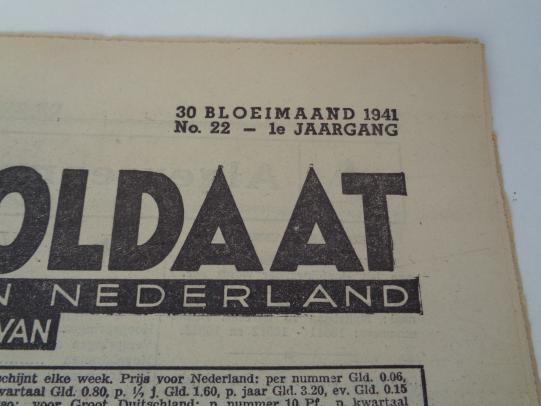 30 BLOEIMAAND 1941
No. 22 — 1e JAARGANG
OLDAAT
N NEDERLAND
VAN
schijnt elke week. Prijs voor Nederland: per nummer Gld. 0.06,
wartaal Gld. 0.80, p. ½ j. Gld. 1.60, p. jaar Gld. 3.20, ev. Gld. 0.15
voor Groot Duitschland: p. nummer 10 Pf., p. kwartaal